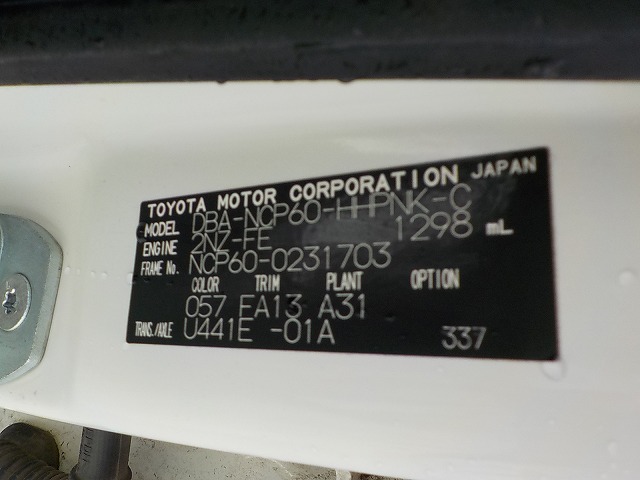 TOYOTA MOTOR CORPORATION JAPAN
MODEL DBA-NCP60-HHPNK-C
ENGINE 2NZ-FE 1298 mL
FRAME No. NCP60-0231703
COLOR TRIM PLANT OPTION
057 FA13 A31
TRANS./AXLE U441E -01A 337